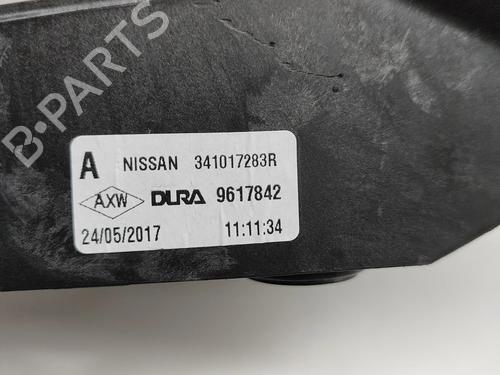 B-PARTS
A NISSAN 341017283R
AXW DURA 9617842
24/05/2017 11:11:34